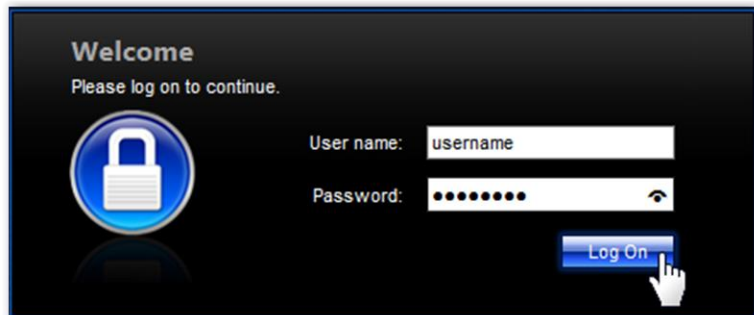 Welcome
Please log on to continue.
User name: username
Password: ••••••••
Log On